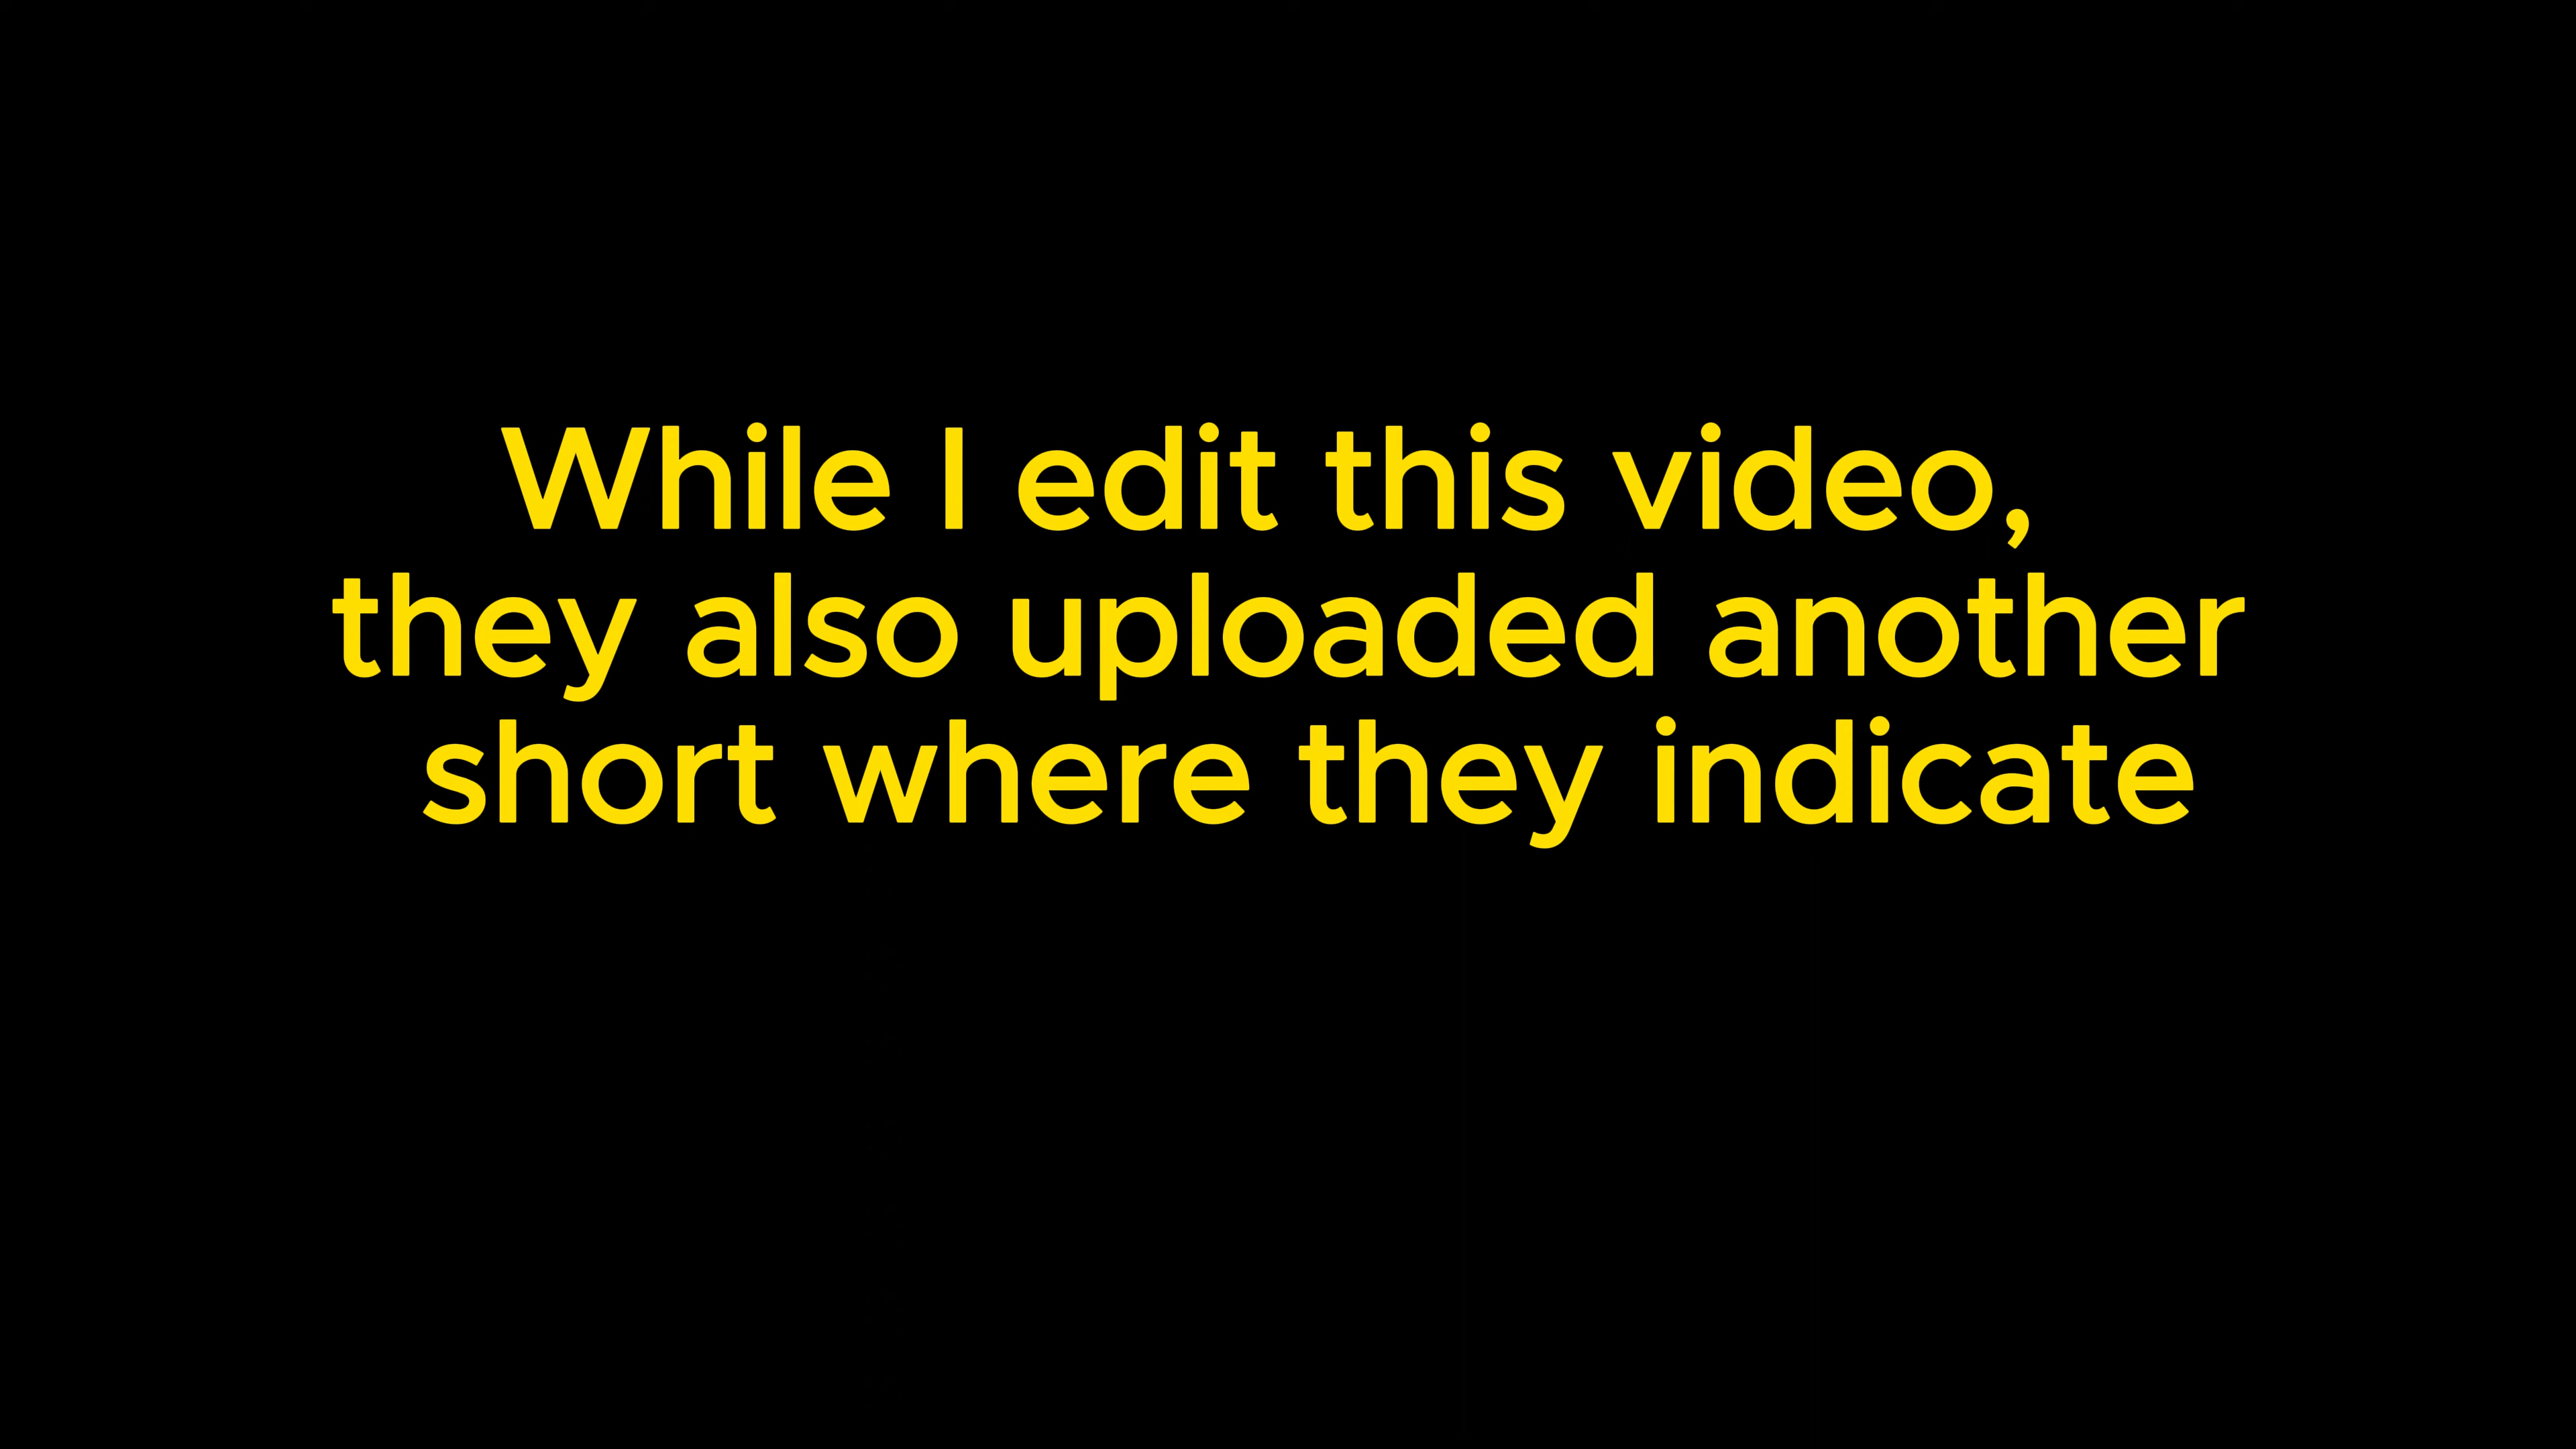 While I edit this video,
they also uploaded another
short where they indicate